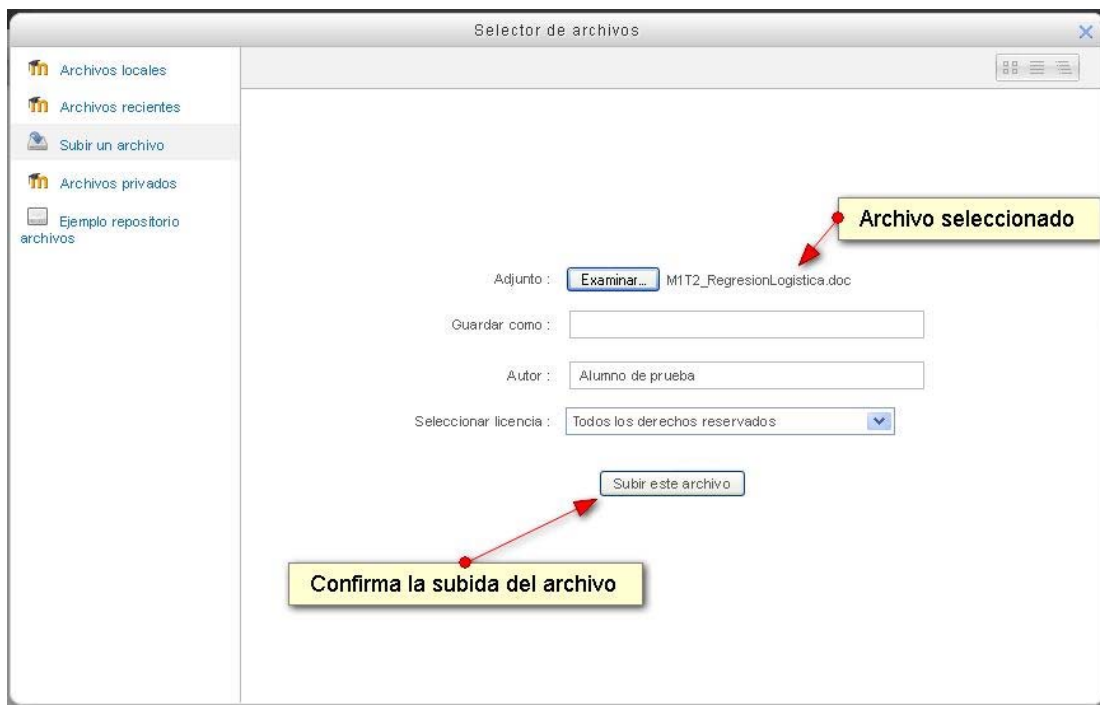 Selector de archivos
Archivos locales
Archivos recientes
Subir un archivo
Archivos privados
Ejemplo repositorio
archivos
Archivo seleccionado
Adjunto : Examinar... M1T2_RegresionLogistica.doc
Guardar como :
Autor : Alumno de prueba
Seleccionar licencia : Todos los derechos reservados
Subir este archivo
Confirma la subida del archivo